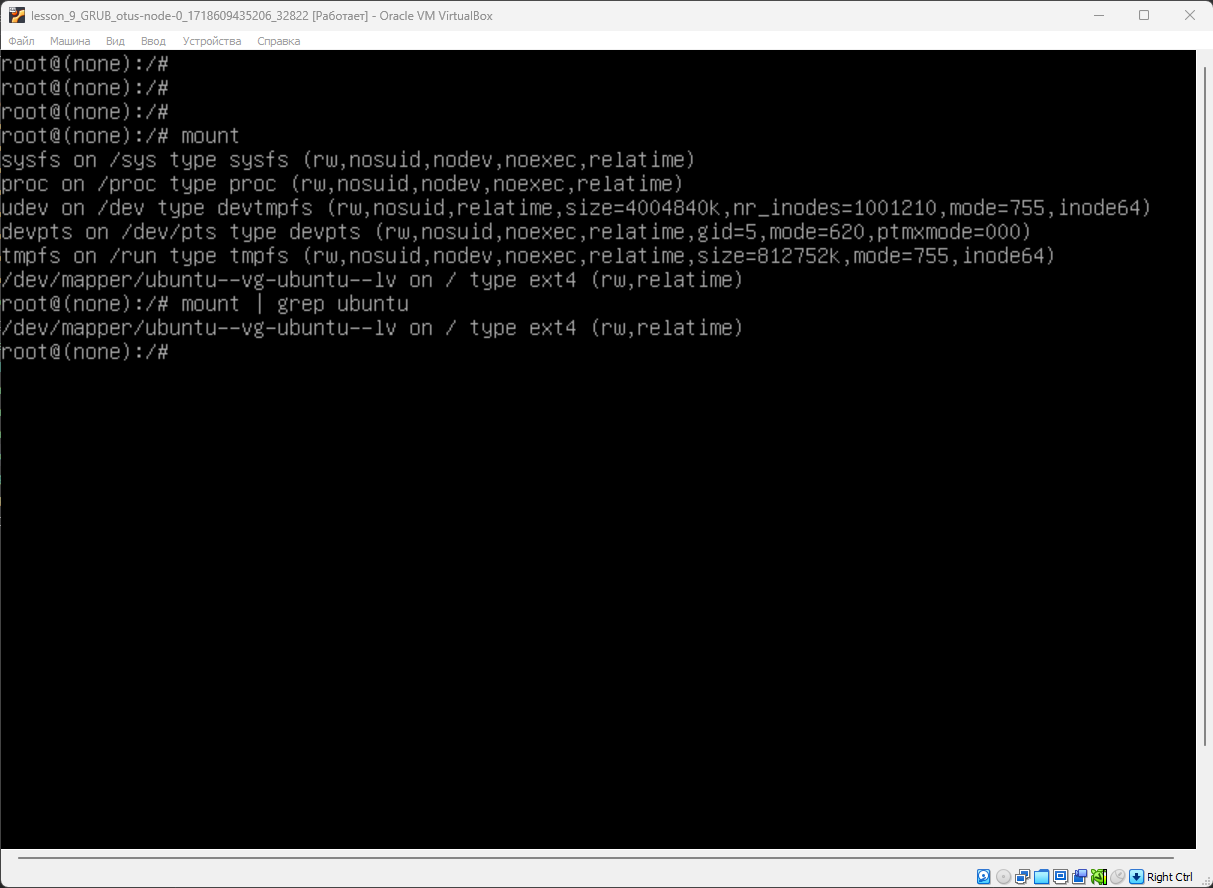 lesson_9_GRUB_otus-node-0_1718609435206_32822 [Работает] - Oracle VM VirtualBox
Файл Машина Вид Ввод Устройства Справка
root@(none):/#
root@(none):/#
root@(none):/#
root@(none):/# mount
sysfs on /sys type sysfs (rw,nosuid,nodev,noexec,relatime)
proc on /proc type proc (rw,nosuid,nodev,noexec,relatime)
udev on /dev type devtmpfs (rw,nosuid,relatime,size=4004840k,nr_inodes=1001210,mode=755,inode64)
devpts on /dev/pts type devpts (rw,nosuid,noexec,relatime,gid=5,mode=620,ptmxmode=000)
tmpfs on /run type tmpfs (rw,nosuid,nodev,noexec,relatime,size=812752k,mode=755,inode64)
/dev/mapper/ubuntu--vg-ubuntu--lv on / type ext4 (rw,relatime)
root@(none):/# mount | grep ubuntu
/dev/mapper/ubuntu--vg-ubuntu--lv on / type ext4 (rw,relatime)
root@(none):/#
Right Ctrl